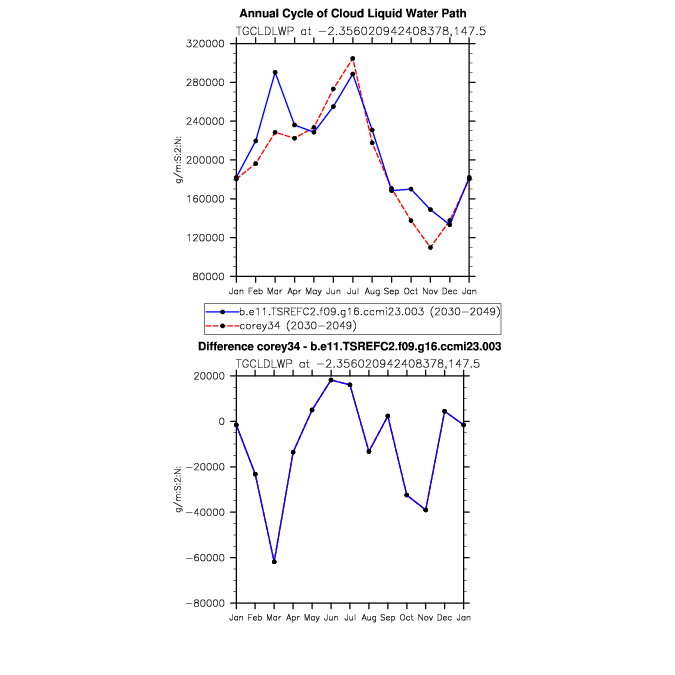 Annual Cycle of Cloud Liquid Water Path
TGCLDLWP at −2.356020942408378,147.5
320000
280000
240000
200000
160000
120000
80000
g/m:S:2:N:
Jan Feb Mar Apr May Jun Jul Aug Sep Oct Nov Dec Jan
b.e11.TSREFC2.f09.g16.ccmi23.003 (2030−2049)
corey34 (2030−2049)
Difference corey34 - b.e11.TSREFC2.f09.g16.ccmi23.003
TGCLDLWP at −2.356020942408378,147.5
20000
0
−20000
−40000
−60000
−80000
g/m:S:2:N:
Jan Feb Mar Apr May Jun Jul Aug Sep Oct Nov Dec Jan